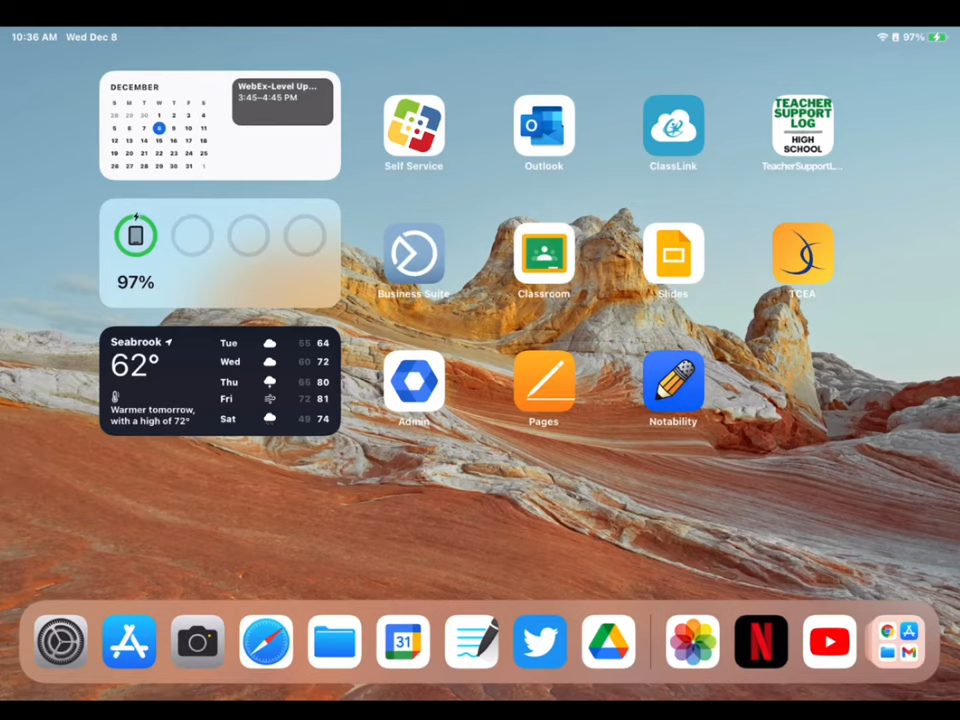 10:36 AM Wed Dec 8
97%
DECEMBER
S M T W T F S
28 29 30 1 2 3 4
5 6 7 8 9 10 11
12 13 14 15 16 17 18
19 20 21 22 23 24 25
26 27 28 29 30 31 1
WebEx-Level Up...
3:45–4:45 PM
TEACHER
SUPPORT
LOG
HIGH
SCHOOL
Self Service
Outlook
ClassLink
TeacherSupportL...
97%
Business Suite
Classroom
Slides
TCEA
Seabrook
62°
Warmer tomorrow,
with a high of 72°
Tue 55 64
Wed 60 72
Thu 65 80
Fri 72 81
Sat 49 74
Admin
Pages
Notability
31
N